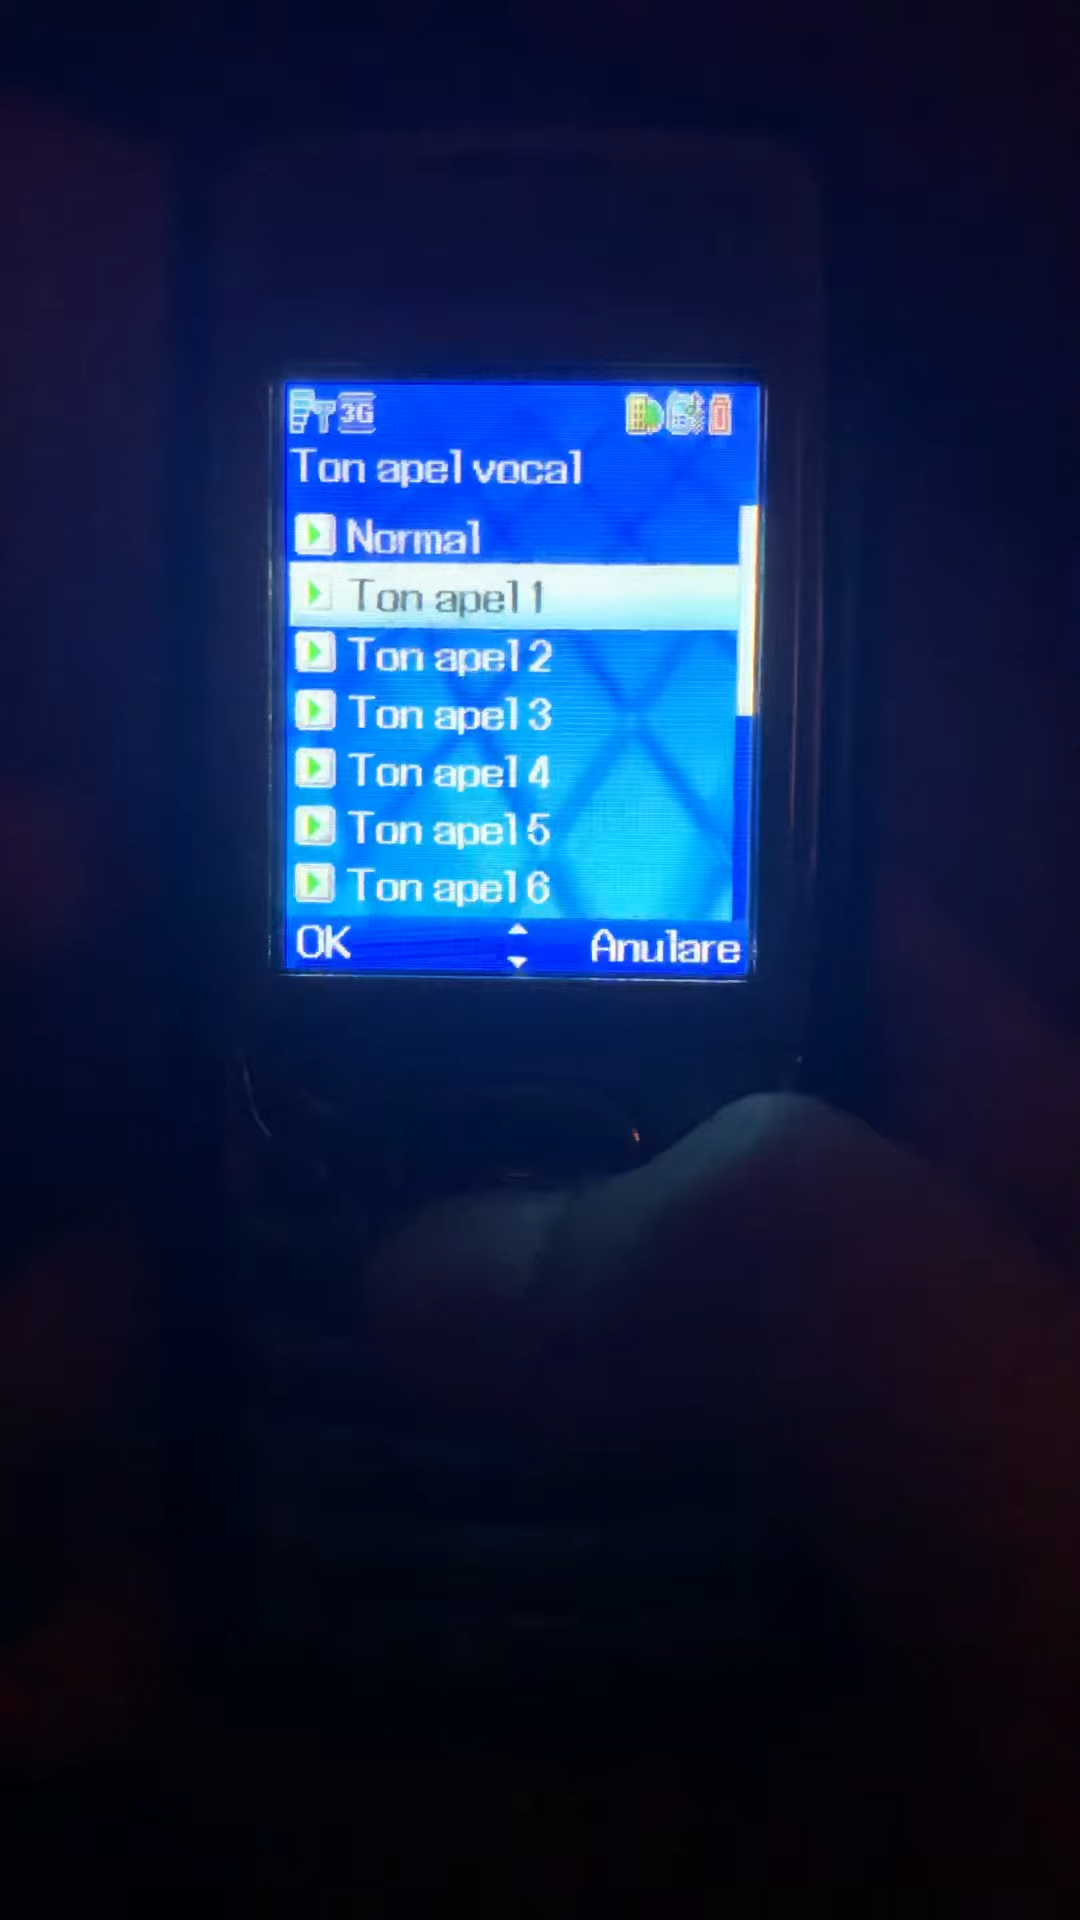 3G
Ton apel vocal
Normal
Ton apel 1
Ton apel 2
Ton apel 3
Ton apel 4
Ton apel 5
Ton apel 6
OK Anulare